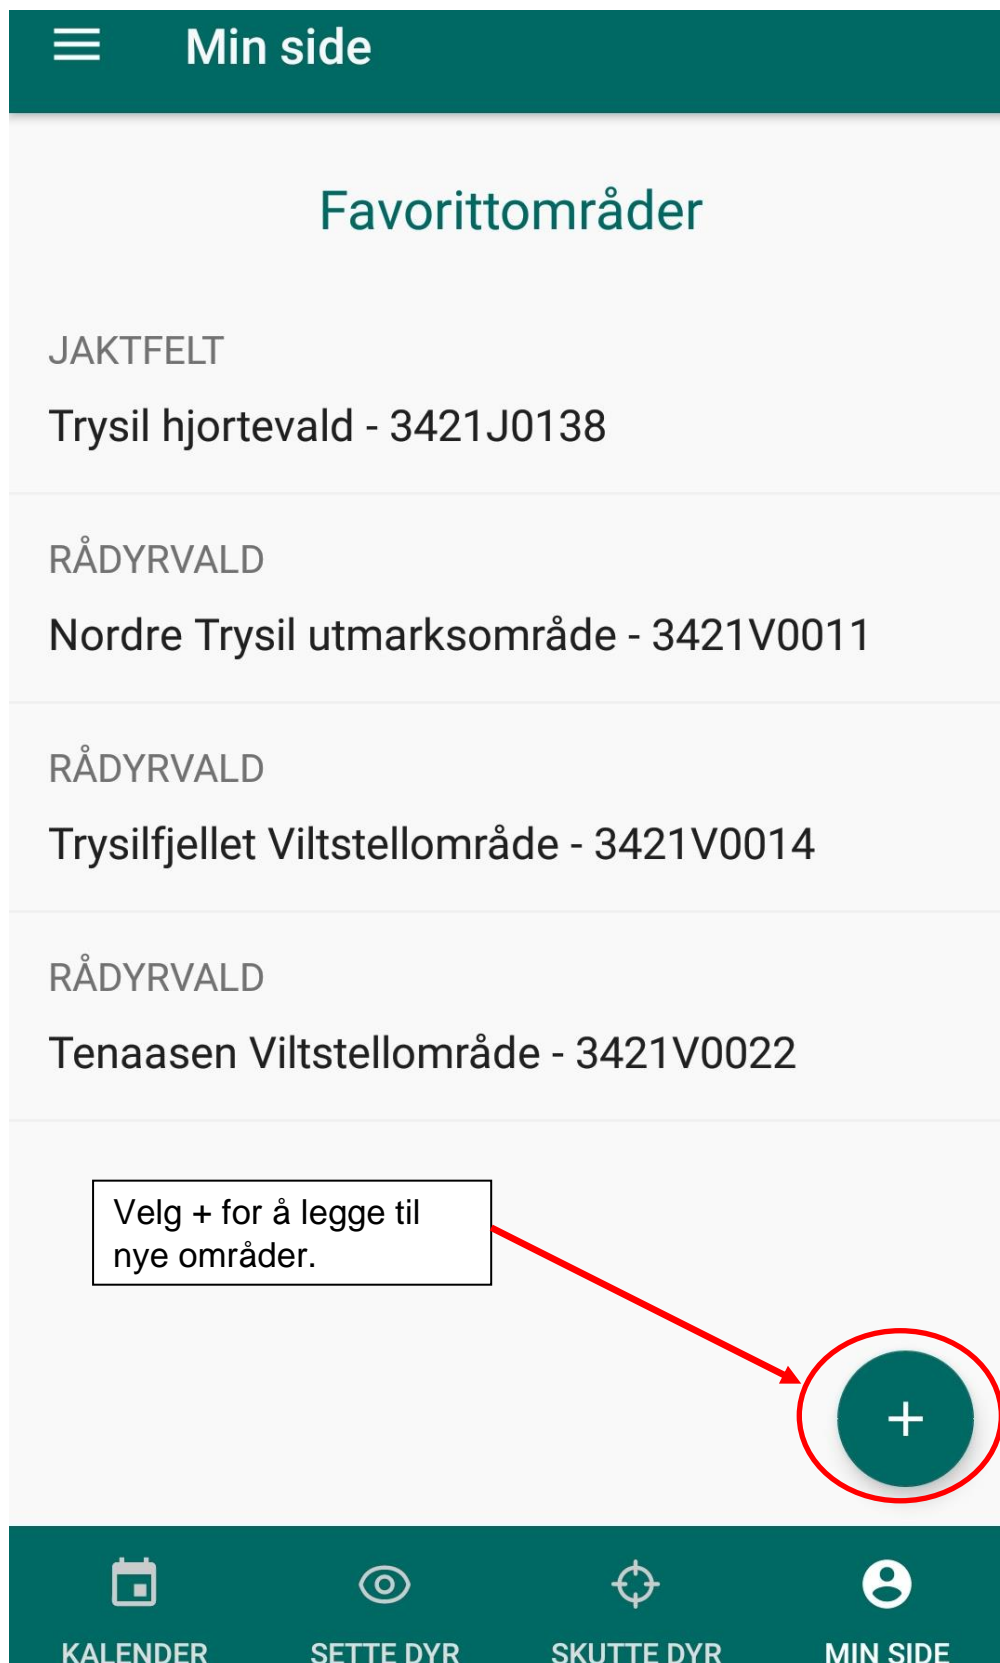 Min side
Favorittområder
JAKTFELT
Trysil hjortevald - 3421J0138
RÅDYRVALD
Nordre Trysil utmarksområde - 3421V0011
RÅDYRVALD
Trysilfjellet Viltstellområde - 3421V0014
RÅDYRVALD
Tenaasen Viltstellområde - 3421V0022
Velg + for å legge til
nye områder.
+
KALENDER SETTE DYR SKUTTE DYR MIN SIDE